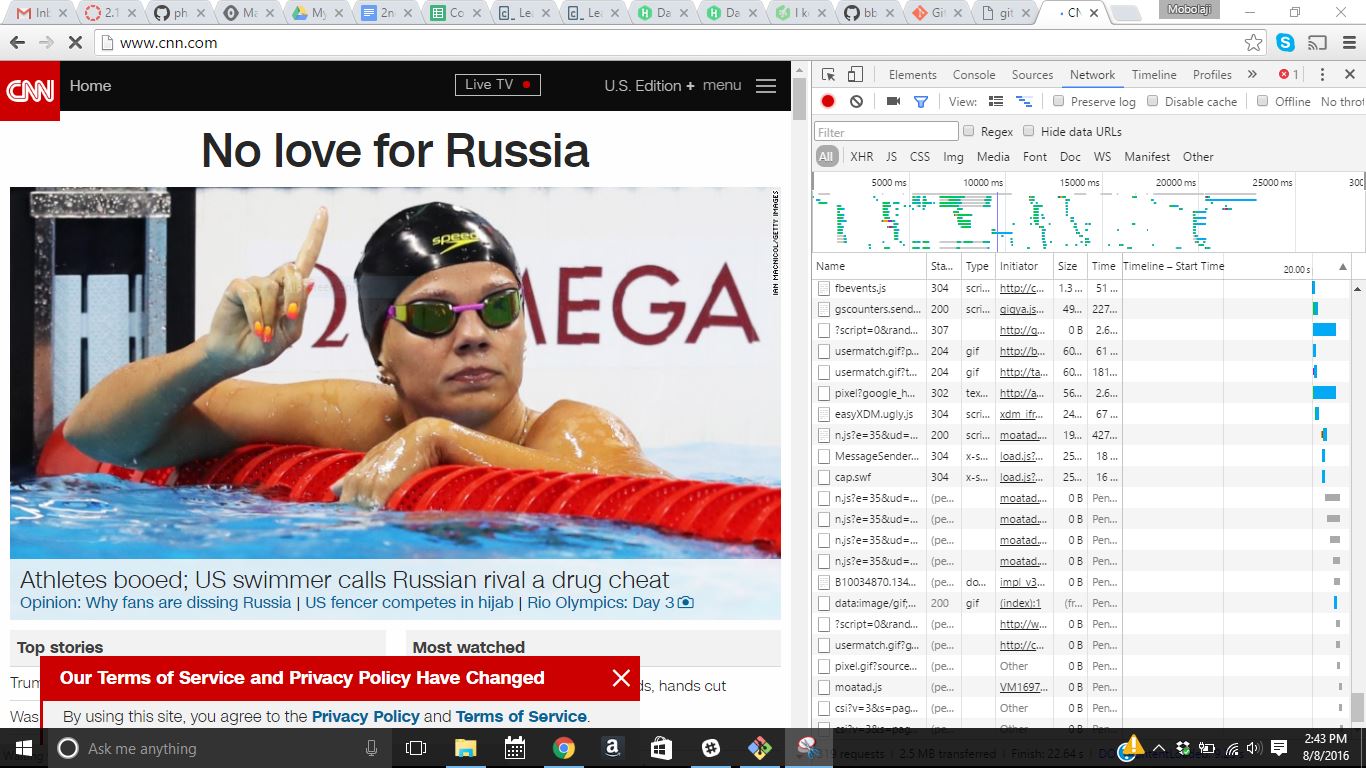 Inb
2.1
ph
Ma
My
2nd
Co
Le
Le
Da
Da
I k
bb
Git
git
CN
Mobolaji
www.cnn.com
CNN Home Live TV U.S. Edition + menu
No love for Russia
IAN MACNICOL/GETTY IMAGES
speedo
OMEGA
Athletes booed; US swimmer calls Russian rival a drug cheat
Opinion: Why fans are dissing Russia | US fencer competes in hijab | Rio Olympics: Day 3
Top stories Most watched
Trum ds, hands cut
Was
Our Terms of Service and Privacy Policy Have Changed
By using this site, you agree to the Privacy Policy and Terms of Service.
Elements Console Sources Network Timeline Profiles » 1
View: Preserve log Disable cache Offline No thrott
Filter Regex Hide data URLs
All XHR JS CSS Img Media Font Doc WS Manifest Other
5000 ms 10000 ms 15000 ms 20000 ms 25000 ms 300
Name Sta... Type Initiator Size Time Timeline – Start Time 20.00 s
fbevents.js 304 scri... http://c... 1.3 ... 51 ...
gscounters.send... 200 scri... gigya.js... 49... 227...
?script=0&rand... 307 http://g... 0 B 2.6...
usermatch.gif?p... 204 gif http://b... 60... 61 ...
usermatch.gif?t... 204 gif http://ta... 60... 181...
pixel?google_h... 302 tex... http://a... 56... 2.6...
easyXDM.ugly.js 304 scri... xdm_ifr... 24... 67 ...
n.js?e=35&ud=... 200 scri... moatad... 19... 427...
MessageSender... 304 x-s... load.js?... 25... 18 ...
cap.swf 304 x-s... load.js?... 25... 16 ...
n.js?e=35&ud=... (pe... moatad... 0 B Pen...
n.js?e=35&ud=... (pe... moatad... 0 B Pen...
n.js?e=35&ud=... (pe... moatad... 0 B Pen...
n.js?e=35&ud=... (pe... moatad... 0 B Pen...
B10034870.134... (pe... do... impl_v3... 0 B Pen...
data:image/gif;... 200 gif (index):1 (fr... Pen...
?script=0&rand... (pe... http://w... 0 B Pen...
usermatch.gif?g... (pe... http://c... 0 B Pen...
pixel.gif?source... (pe... Other 0 B Pen...
moatad.js (pe... VM1697... 0 B Pen...
csi?v=3&s=pag... (pe... Other 0 B Pen...
csi?v=3&s=pag... (pe... Other 0 B Pen...
319 requests | 2.5 MB transferred | Finish: 22.64 s |
Ask me anything
2:43 PM
8/8/2016